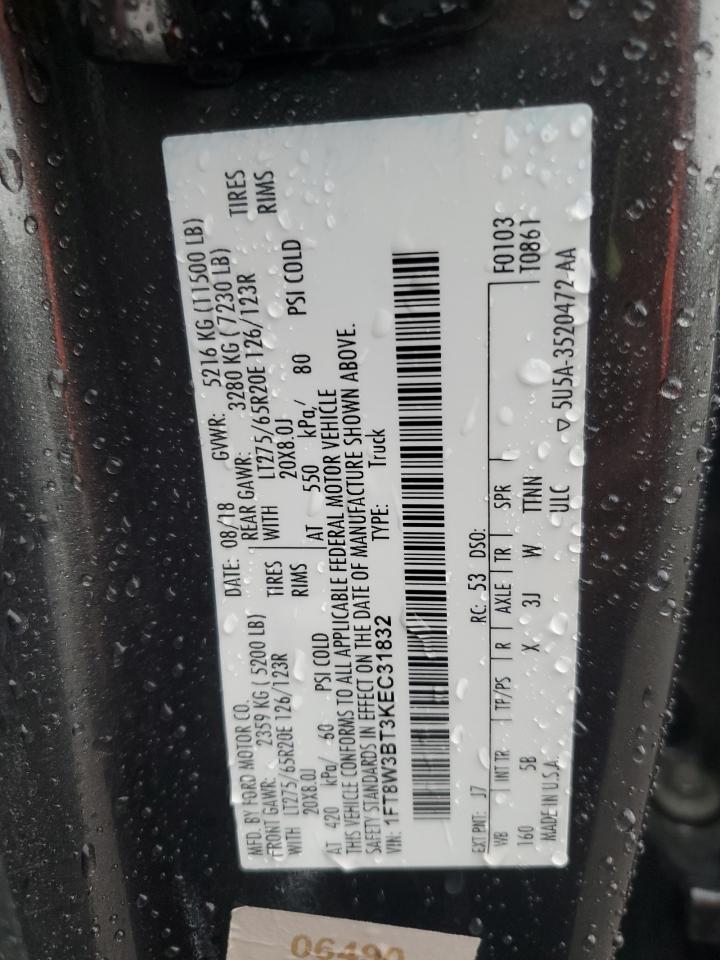 MFD. BY FORD MOTOR CO.
DATE: 08/18 GVWR: 5216 KG (11500 LB)
FRONT GAWR: 2359 KG ( 5200 LB) REAR GAWR: 3280 KG ( 7230 LB)
WITH LT275/65R20E 126/123R TIRES WITH LT275/65R20E 126/123R TIRES
20X8.0J RIMS 20X8.0J RIMS
AT 420 kPa/ 60 PSI COLD AT 550 kPa/ 80 PSI COLD
THIS VEHICLE CONFORMS TO ALL APPLICABLE FEDERAL MOTOR VEHICLE
SAFETY STANDARDS IN EFFECT ON THE DATE OF MANUFACTURE SHOWN ABOVE.
VIN: 1FT8W3BT3KEC31832 TYPE: Truck
F0103
T0861
EXT PNT: J7 RC: 53 DSO:
WB INT TR TP/PS R AXLE TR SPR
160 5B X 3J W TTNN
MADE IN U.S.A. ULC ▽ 5U5A-3520472-AA
06490